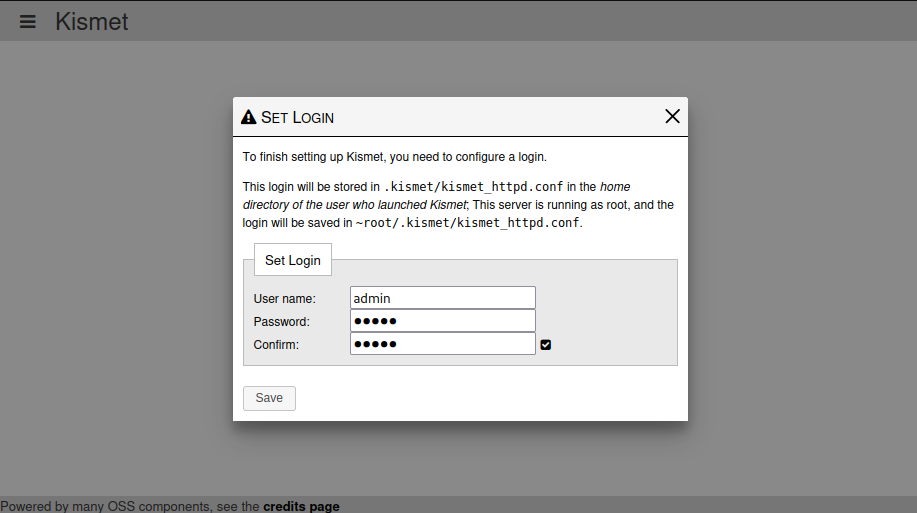 Kismet
SET LOGIN
To finish setting up Kismet, you need to configure a login.
This login will be stored in .kismet/kismet_httpd.conf in the home
directory of the user who launched Kismet; This server is running as root, and the
login will be saved in ~root/.kismet/kismet_httpd.conf.
Set Login
User name: admin
Password: ●●●●●
Confirm: ●●●●●
Save
Powered by many OSS components, see the credits page